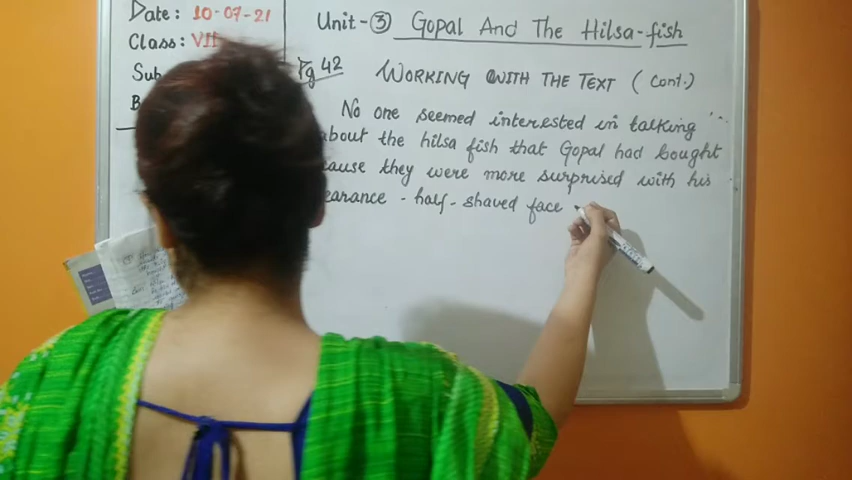 Date: 10-07-21
Class: VII
Unit-③ Gopal And The Hilsa-fish
Pg 42
WORKING WITH THE TEXT (Cont.)
No one seemed interested in talking
about the hilsa fish that Gopal had bought
cause they were more surprised with his
earance - half-shaved face